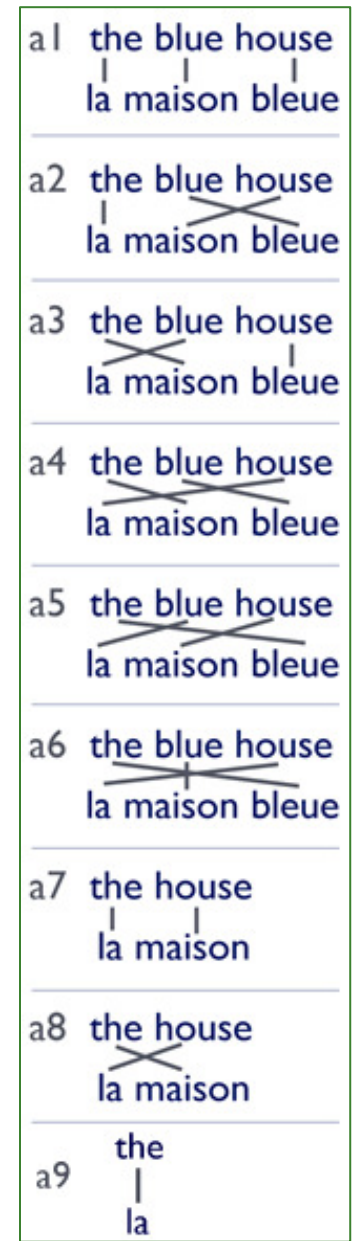 a1 the blue house
la maison bleue
a2 the blue house
la maison bleue
a3 the blue house
la maison bleue
a4 the blue house
la maison bleue
a5 the blue house
la maison bleue
a6 the blue house
la maison bleue
a7 the house
la maison
a8 the house
la maison
the
a9
la